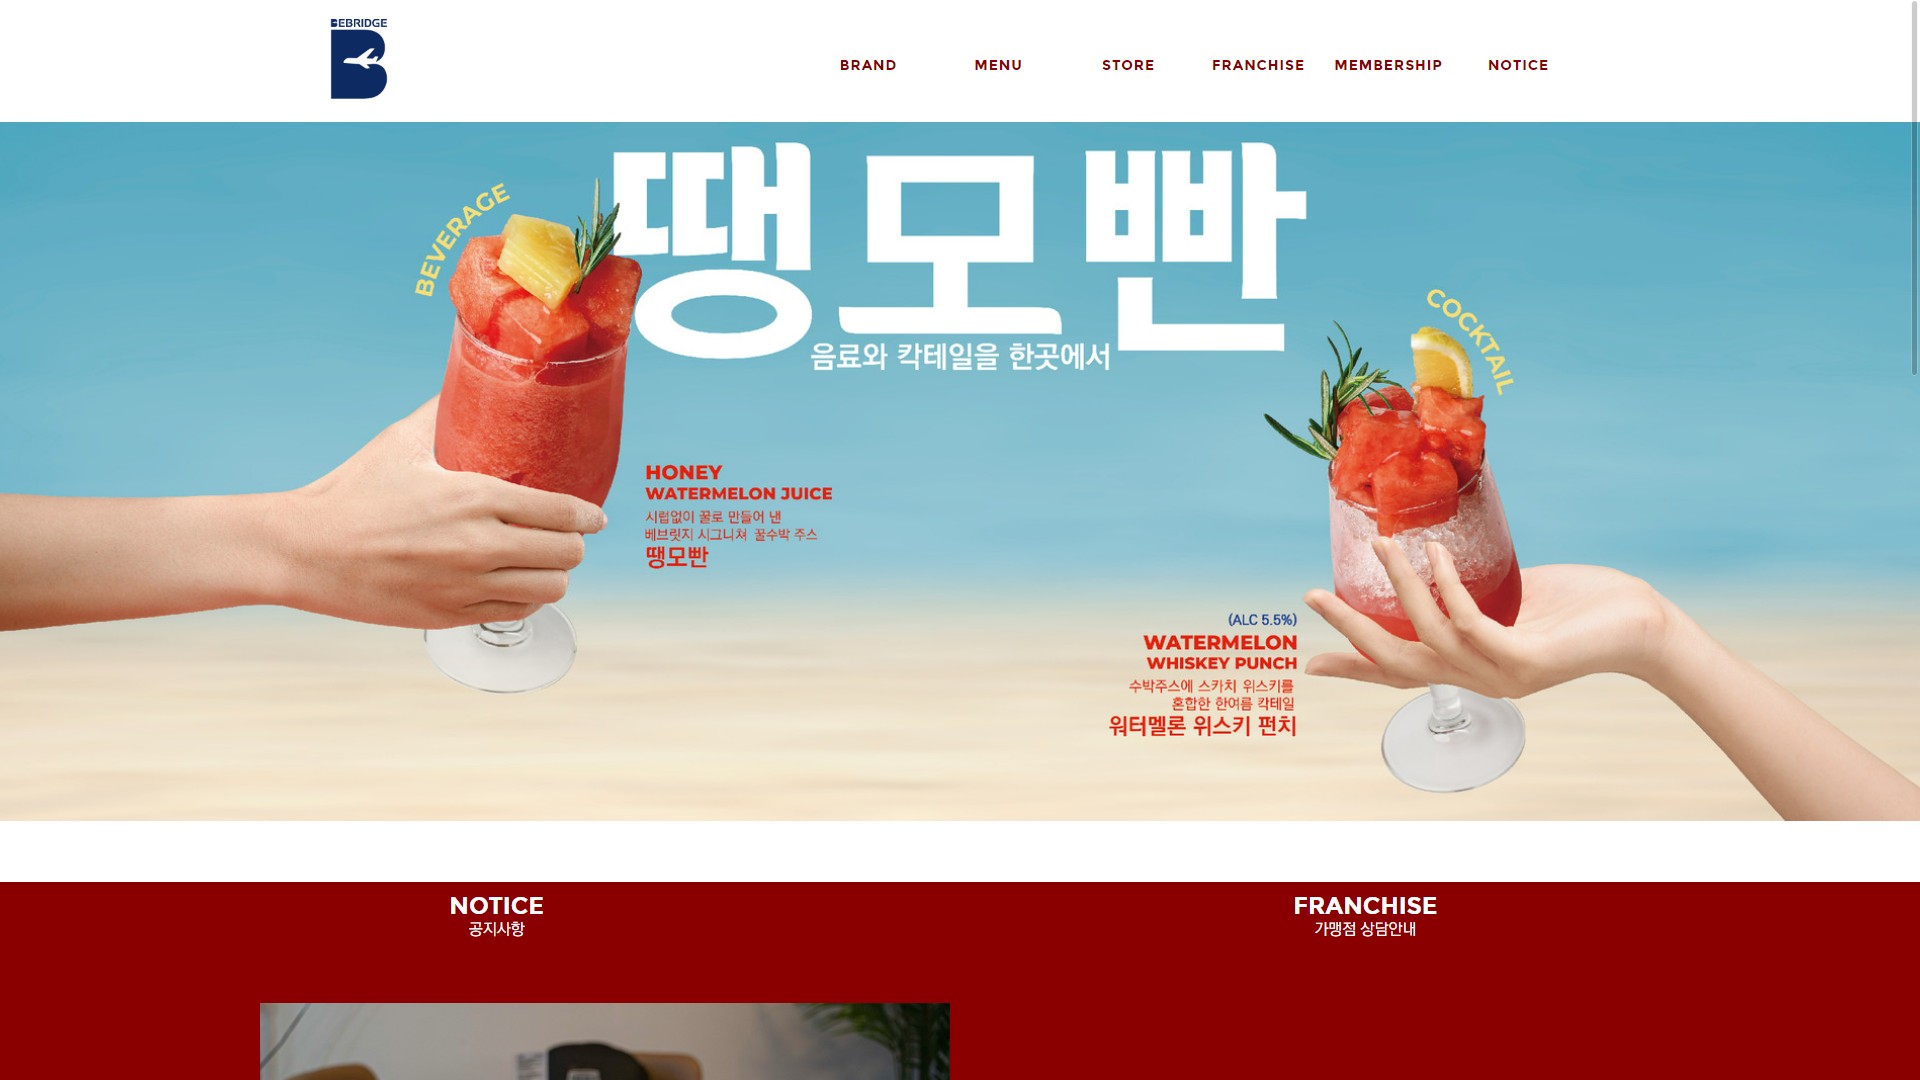 BEBRIDGE
BRAND
MENU
STORE
FRANCHISE
MEMBERSHIP
NOTICE
땡모빤
음료와 칵테일을 한곳에서
BEVERAGE
COCKTAIL
HONEY
WATERMELON JUICE
시럽없이 꿀로 만들어 낸
베브릿지 시그니쳐 꿀수박 주스
땡모빤
(ALC 5.5%)
WATERMELON
WHISKEY PUNCH
수박주스에 스카치 위스키를
혼합한 한여름 칵테일
워터멜론 위스키 펀치
NOTICE
공지사항
FRANCHISE
가맹점 상담안내